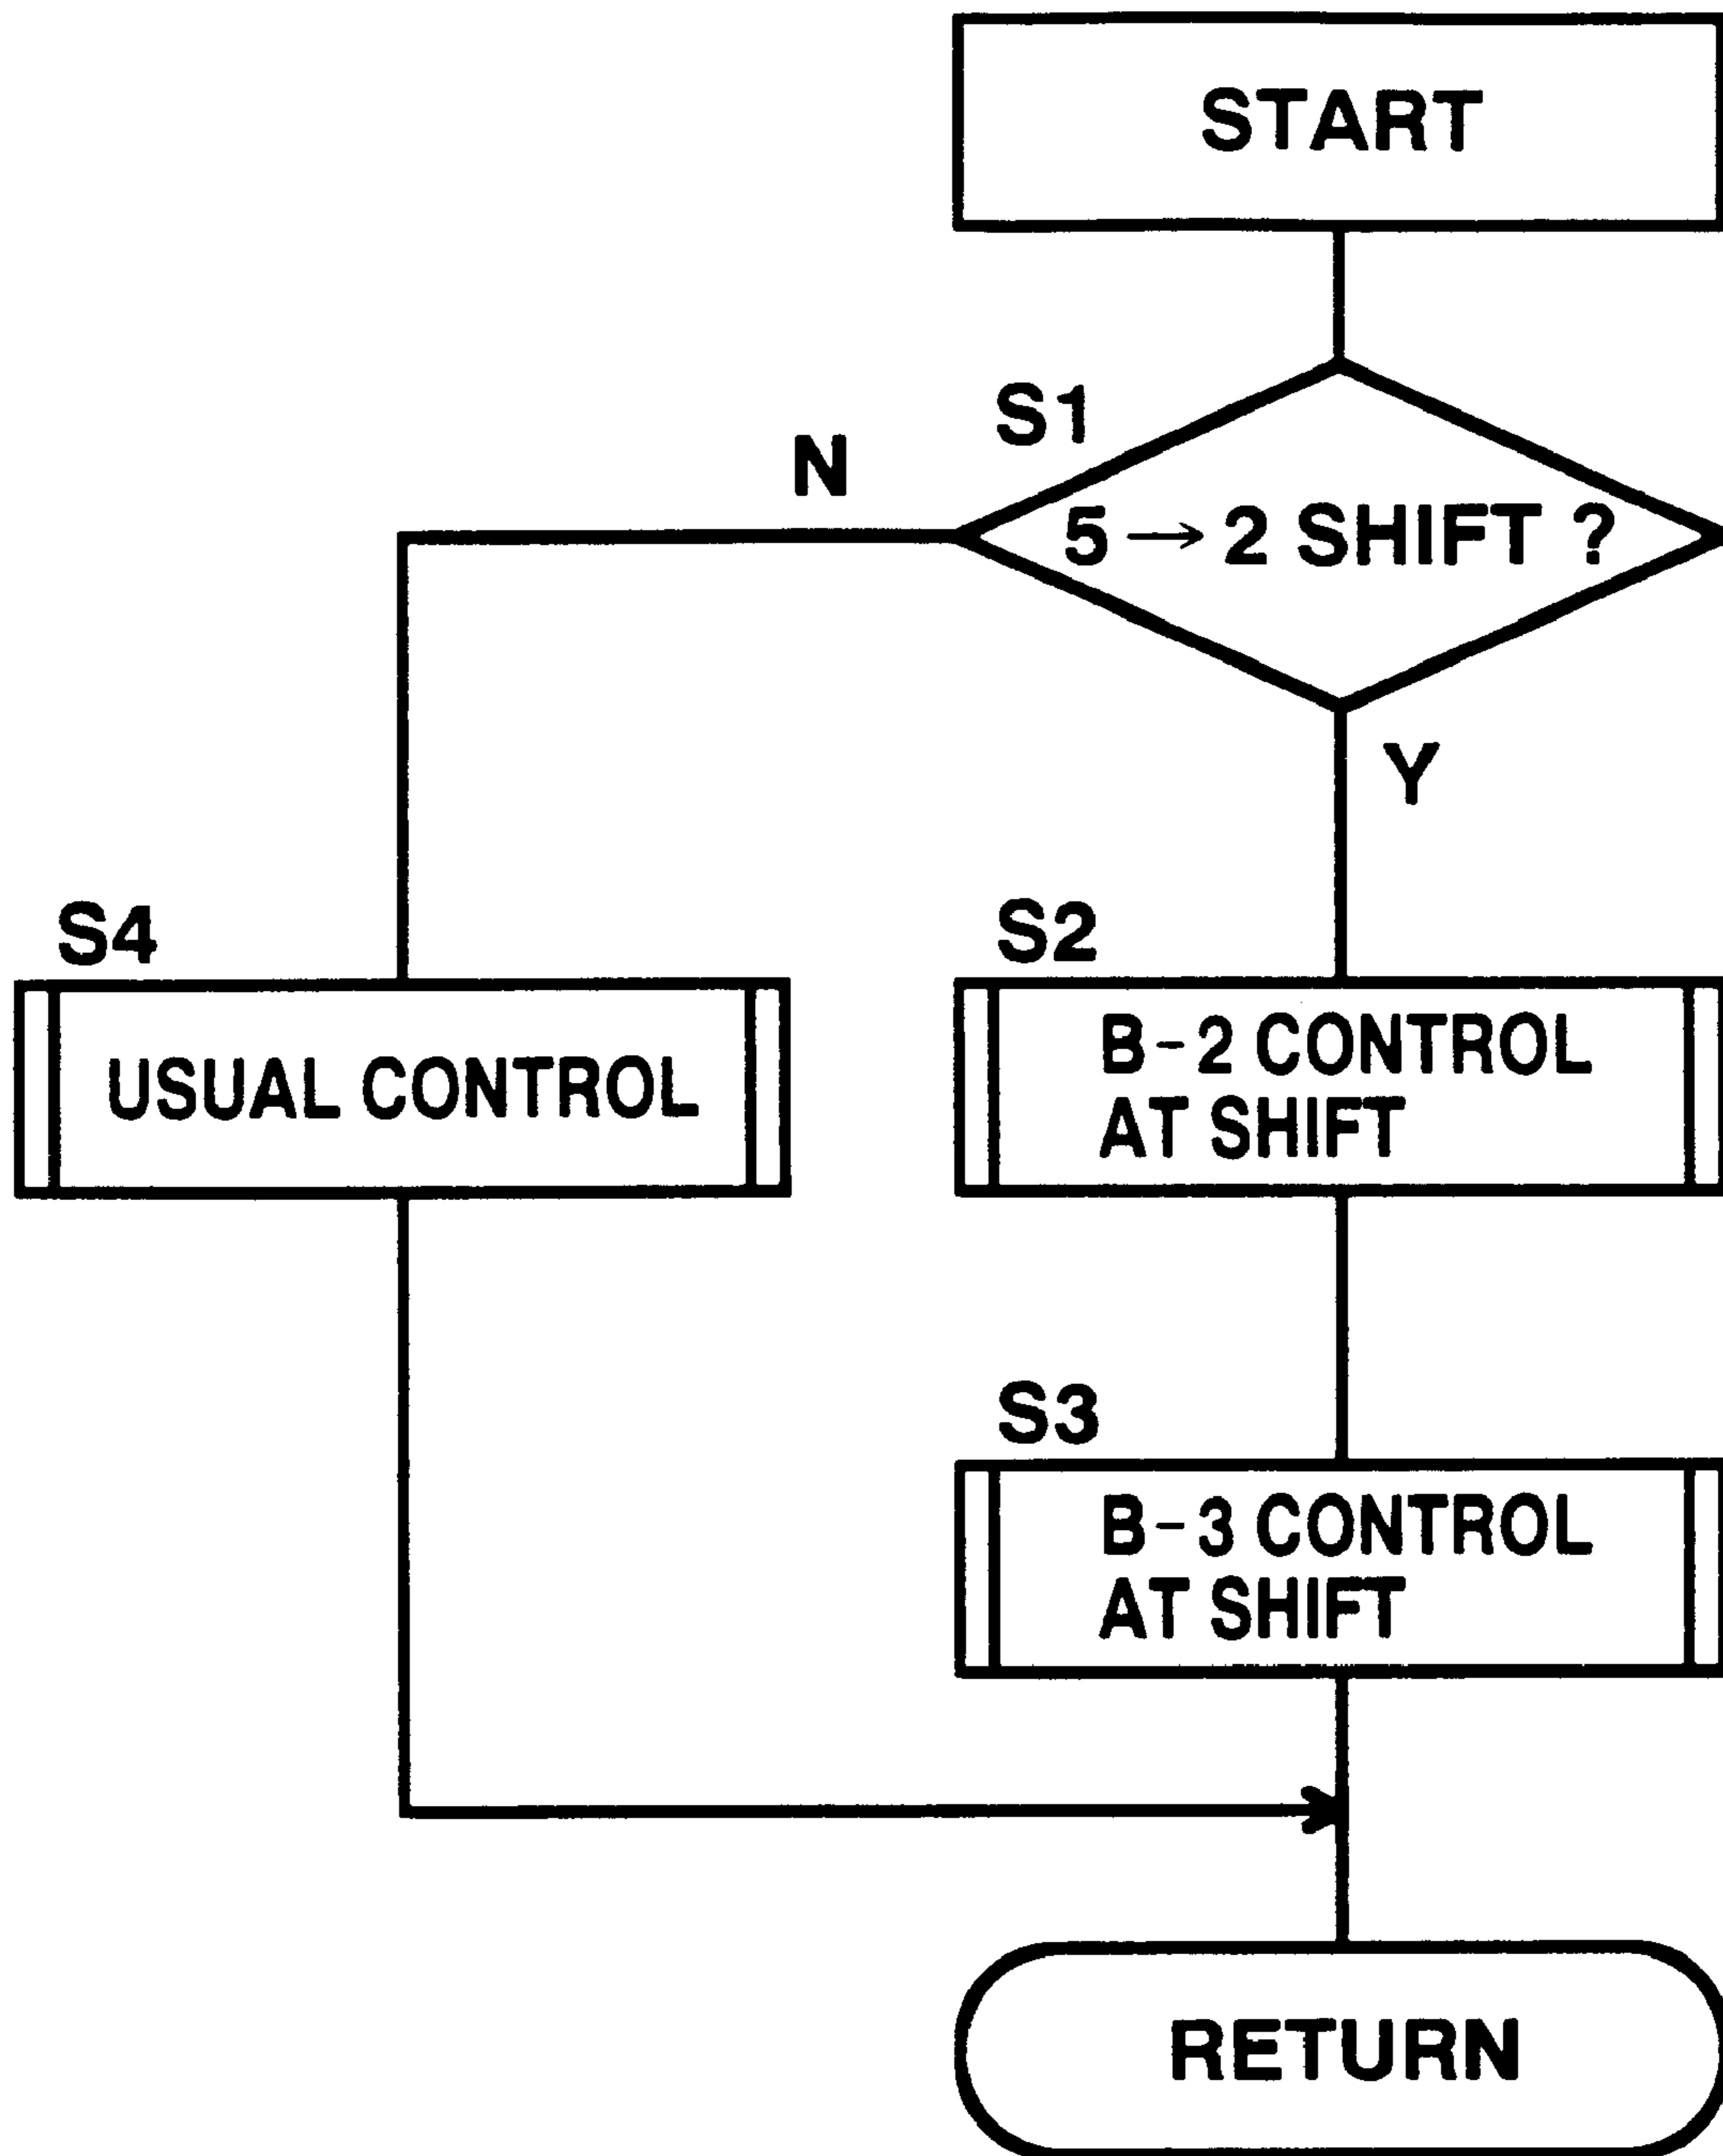 START
S1
N
5→2 SHIFT ?
Y
S4
S2
USUAL CONTROL
B-2 CONTROL
AT SHIFT
S3
B-3 CONTROL
AT SHIFT
RETURN